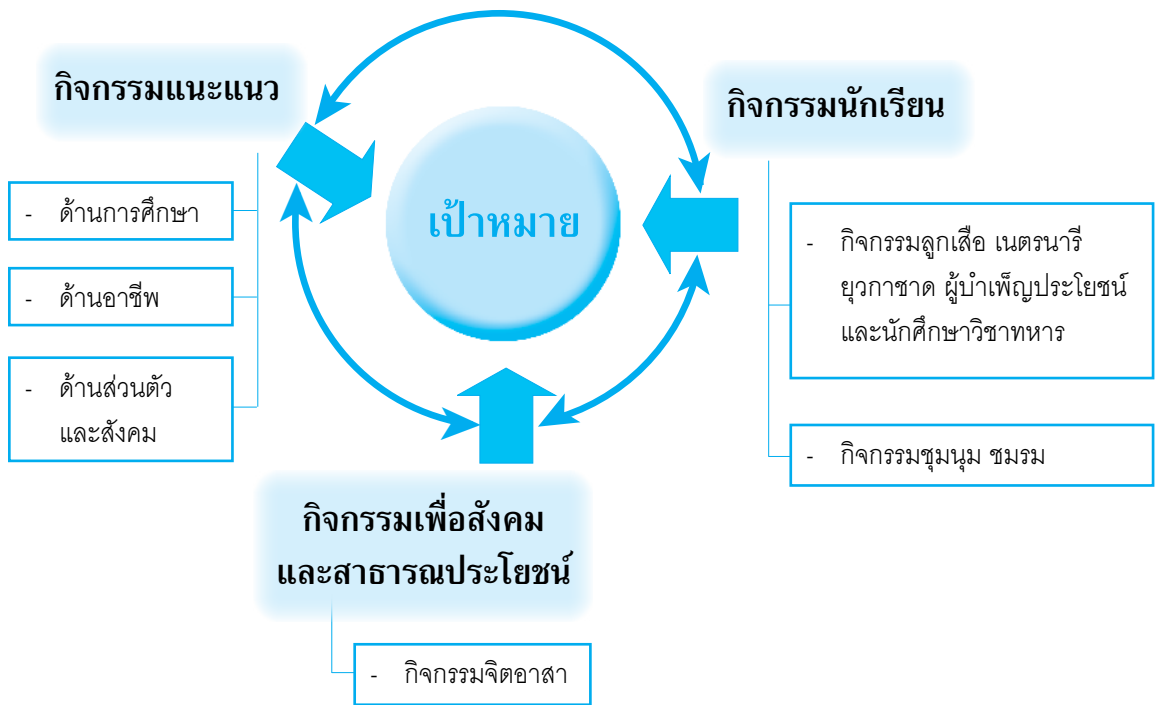 กิจกรรมแนะแนว
- ด้านการศึกษา
- ด้านอาชีพ
- ด้านส่วนตัว
และสังคม
เป้าหมาย
กิจกรรมนักเรียน
- กิจกรรมลูกเสือ เนตรนารี
ยุวกาชาด ผู้บำเพ็ญประโยชน์
และนักศึกษาวิชาทหาร
- กิจกรรมชุมนุม ชมรม
กิจกรรมเพื่อสังคม
และสาธารณประโยชน์
- กิจกรรมจิตอาสา